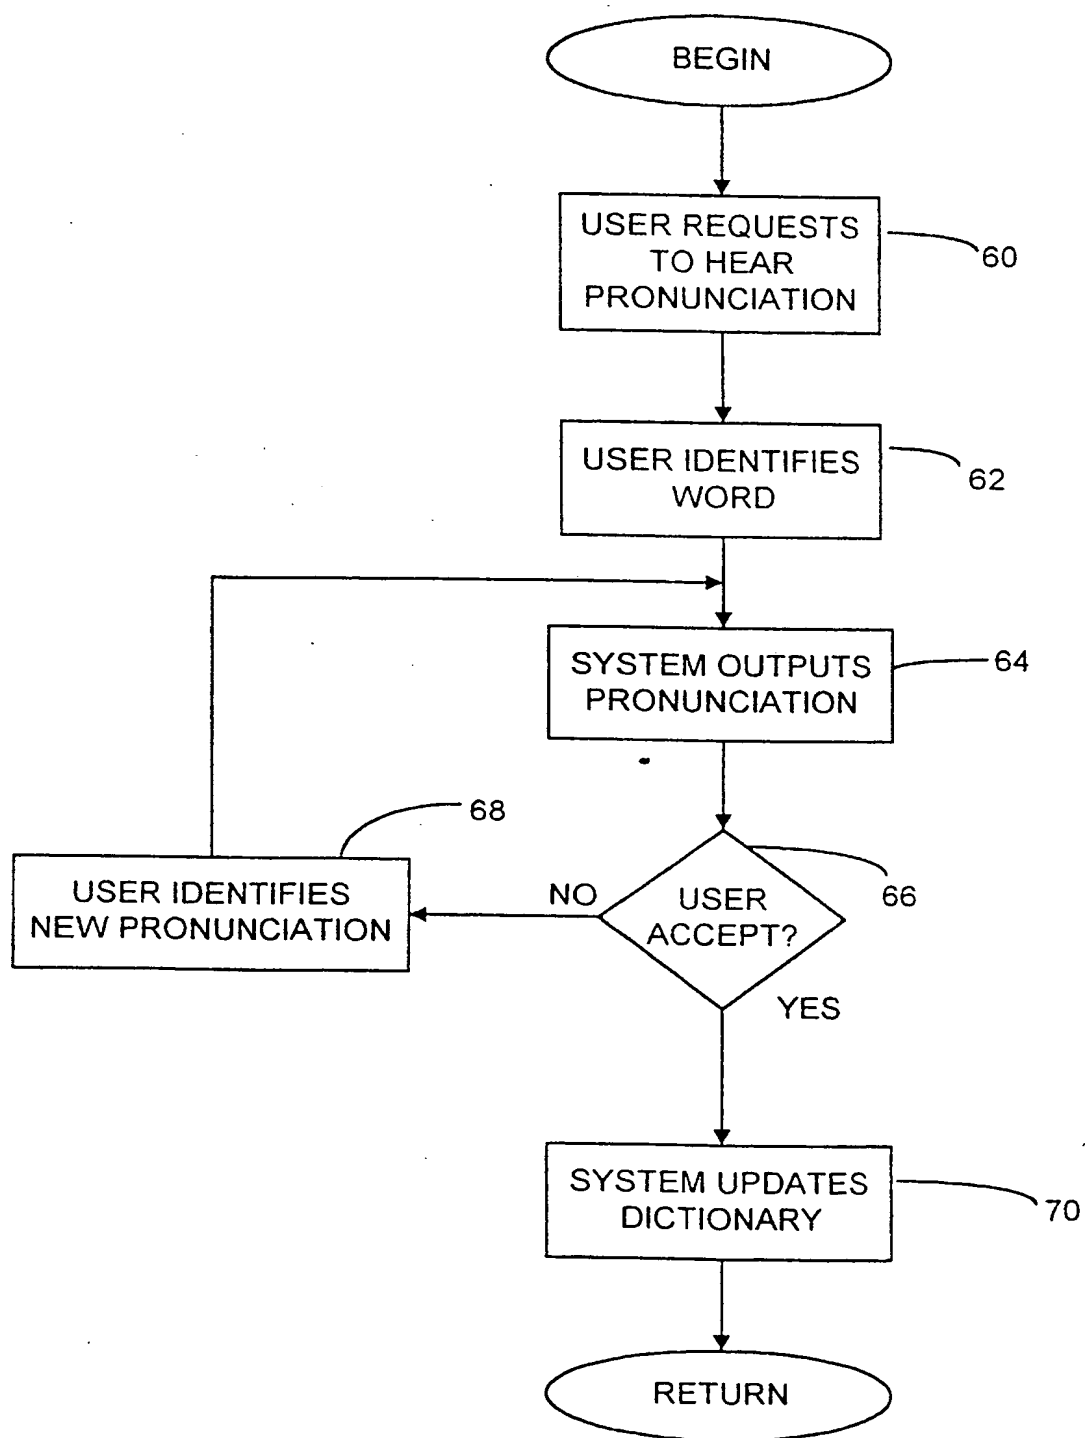 BEGIN
USER REQUESTS
TO HEAR
PRONUNCIATION
60
USER IDENTIFIES
WORD
62
SYSTEM OUTPUTS
PRONUNCIATION
64
68
USER IDENTIFIES
NEW PRONUNCIATION
NO
USER
ACCEPT?
66
YES
SYSTEM UPDATES
DICTIONARY
70
RETURN